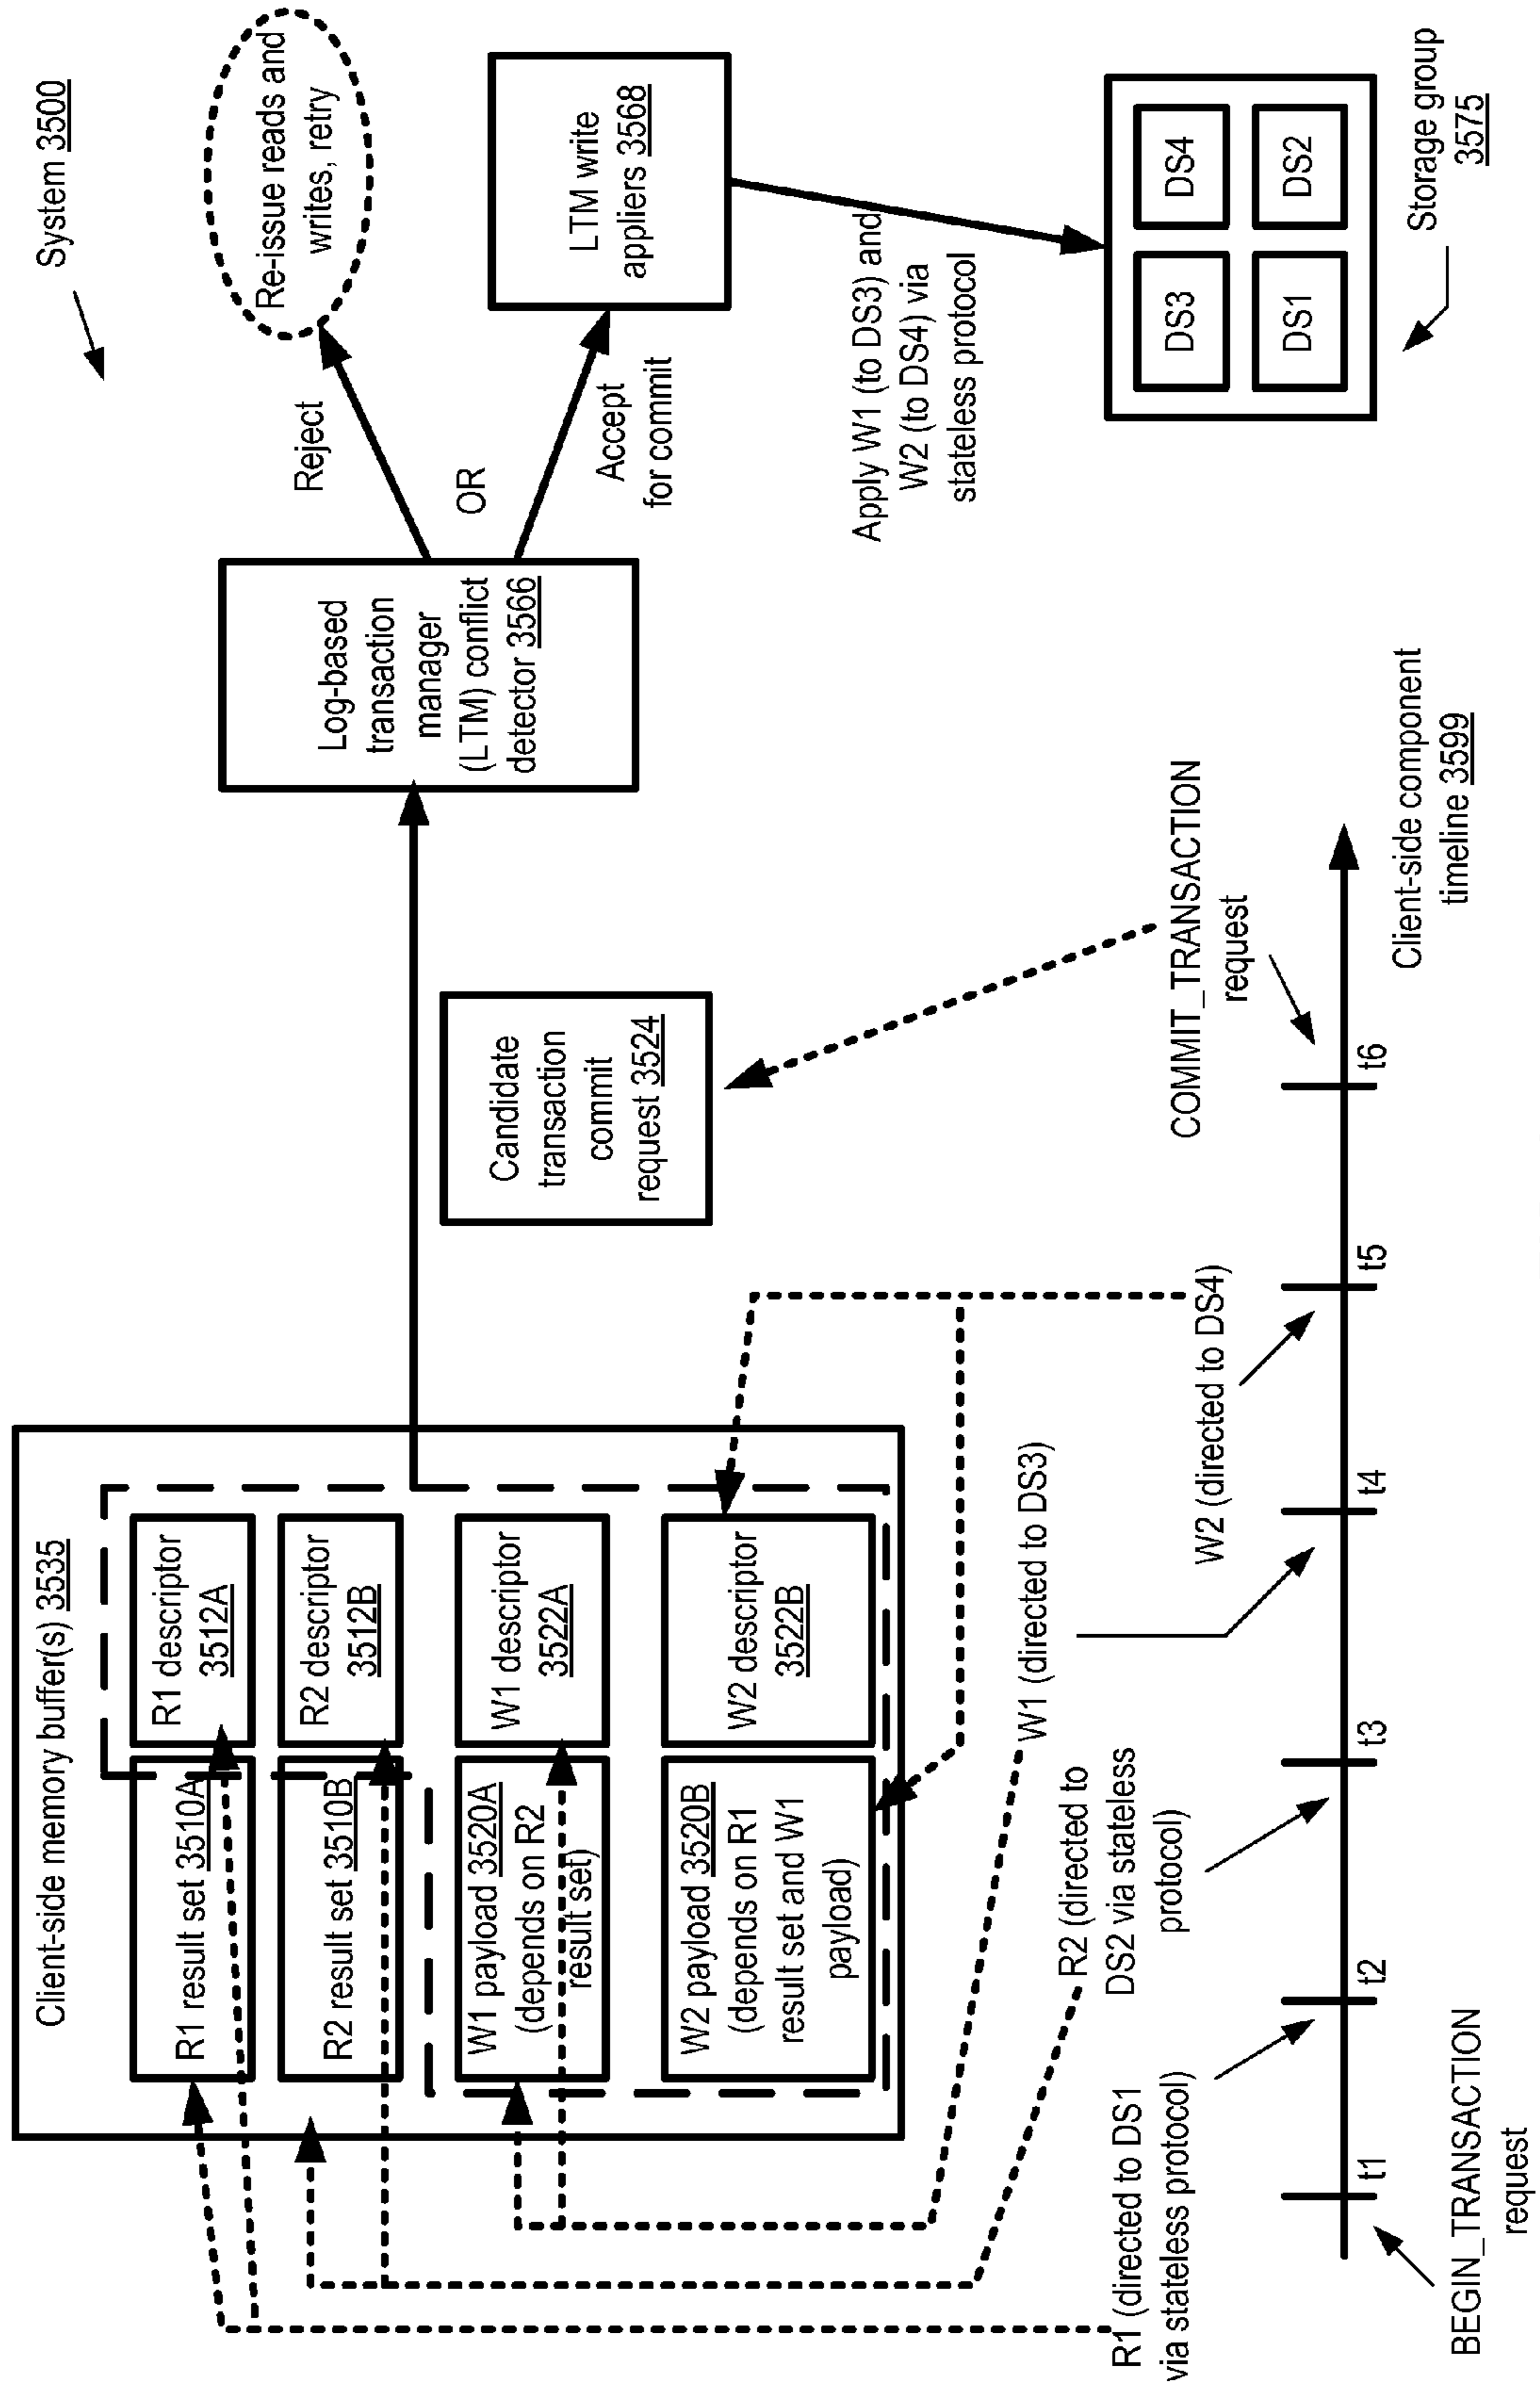 System 3500
Client-side memory buffer(s) 3535
R1 result set 3510A
R1 descriptor
3512A
R2 result set 3510B
R2 descriptor
3512B
W1 payload 3520A
(depends on R2
result set)
W1 descriptor
3522A
W2 payload 3520B
(depends on R1
result set and W1
payload)
W2 descriptor
3522B
Candidate
transaction
commit
request 3524
Log-based
transaction
manager
(LTM) conflict
detector 3566
Reject
OR
Accept
for commit
Re-issue reads and
writes, retry
LTM write
appliers 3568
Apply W1 (to DS3) and
W2 (to DS4) via
stateless protocol
DS3
DS4
DS1
DS2
Storage group
3575
R1 (directed to DS1
via stateless protocol)
R2 (directed to
DS2 via stateless
protocol)
W1 (directed to DS3)
W2 (directed to DS4)
COMMIT_TRANSACTION
request
t1
t2
t3
t4
t5
t6
BEGIN_TRANSACTION
request
Client-side component
timeline 3599